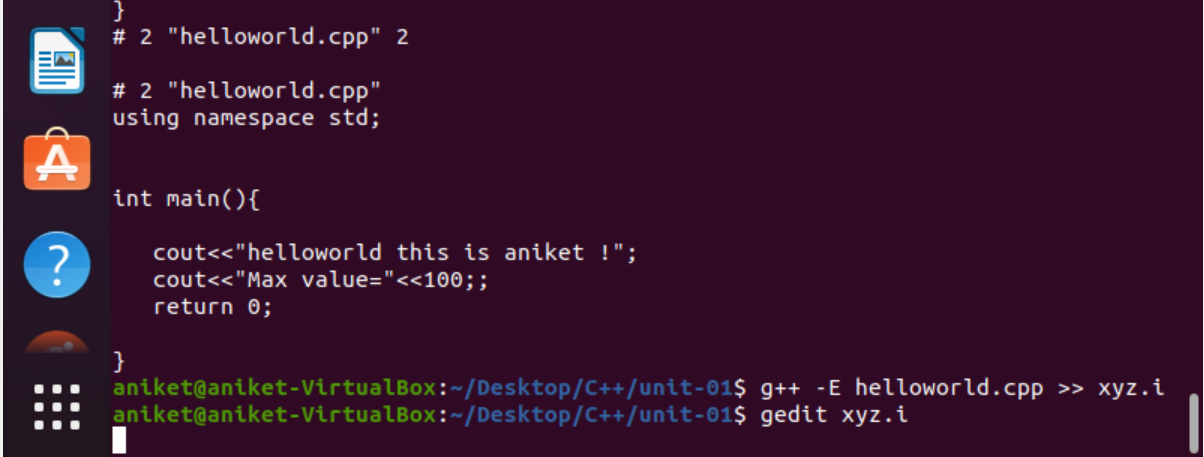 }
# 2 "helloworld.cpp" 2
# 2 "helloworld.cpp"
using namespace std;
int main(){
cout<<"helloworld this is aniket !";
cout<<"Max value="<<100;;
return 0;
}
aniket@aniket-VirtualBox:~/Desktop/C++/unit-01$ g++ -E helloworld.cpp >> xyz.i
aniket@aniket-VirtualBox:~/Desktop/C++/unit-01$ gedit xyz.i